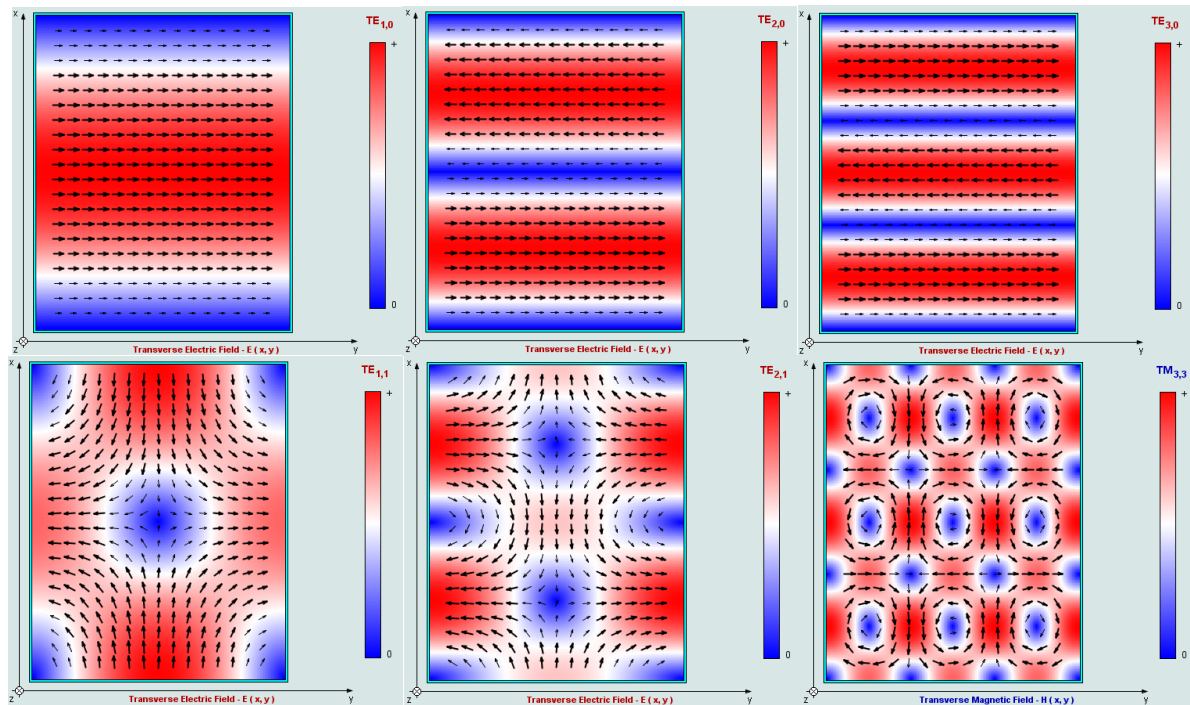 x
TE1,0
+
0
z
y
Transverse Electric Field - E ( x, y )
x
TE2,0
+
0
z
y
Transverse Electric Field - E ( x, y )
x
TE3,0
+
0
z
y
Transverse Electric Field - E ( x, y )
x
TE1,1
+
0
z
y
Transverse Electric Field - E ( x, y )
x
TE2,1
+
0
z
y
Transverse Electric Field - E ( x, y )
x
TM3,3
+
0
z
y
Transverse Magnetic Field - H ( x, y )